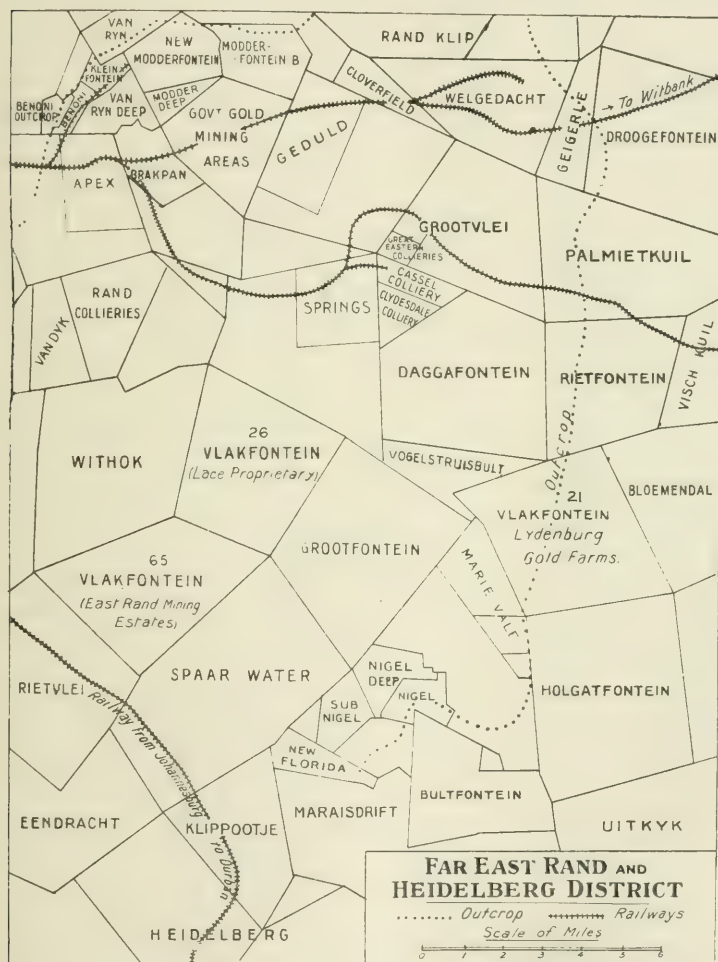 VAN
RYN
NEW
MODDERFONTEIN
MODDER-
FONTEIN B
RAND KLIP
KLEIN
FONTEIN
CLOVERFIELD
WELGEDACHT
GEIGERLE
→ To Witbank
BENONI
OUTCROP
BENONI
VAN
RYN DEEP
MODDER
DEEP
GOVT GOLD
MINING
AREAS
GEDULD
DROOGEFONTEIN
APEX
BRAKPAN
GROOTVLEI
GREAT
EASTERN
COLLIERIES
PALMIETKUIL
CASSEL
COLLIERY
RAND
COLLIERIES
SPRINGS
CLYDESDALE
COLLIERY
VAN DYK
DAGGAFONTEIN
RIETFONTEIN
VISCH KUIL
Outcrop
WITHOK
26
VLAKFONTEIN
(Lace Proprietary)
VOGELSTRUISBULT
21
VLAKFONTEIN
Lydenburg
Gold Farms.
BLOEMENDAL
GROOTFONTEIN
MARIE VALE
65
VLAKFONTEIN
(East Rand Mining
Estates)
RIETVLEI
SPAAR WATER
NIGEL
DEEP
NIGEL
HOLGATFONTEIN
SUB
NIGEL
Railway from Johannesburg
to Durban
NEW
FLORIDA
EENDRACHT
KLIPPOOTJE
MARAISDRIFT
BULTFONTEIN
UITKYK
HEIDELBERG
FAR EAST RAND AND
HEIDELBERG DISTRICT
Outcrop Railways
Scale of Miles
0 1 2 3 4 5 6